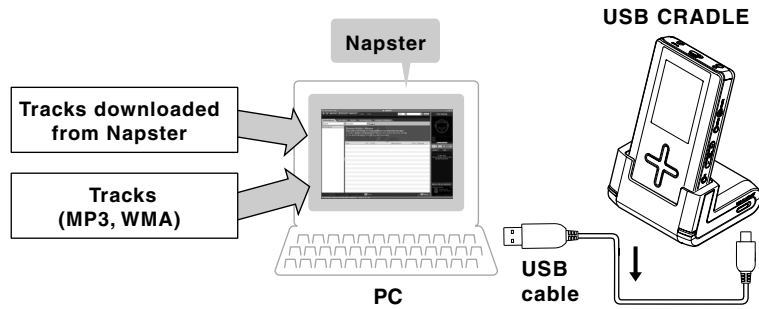 USB CRADLE
Napster
Tracks downloaded
from Napster
Tracks
(MP3, WMA)
USB
cable
PC